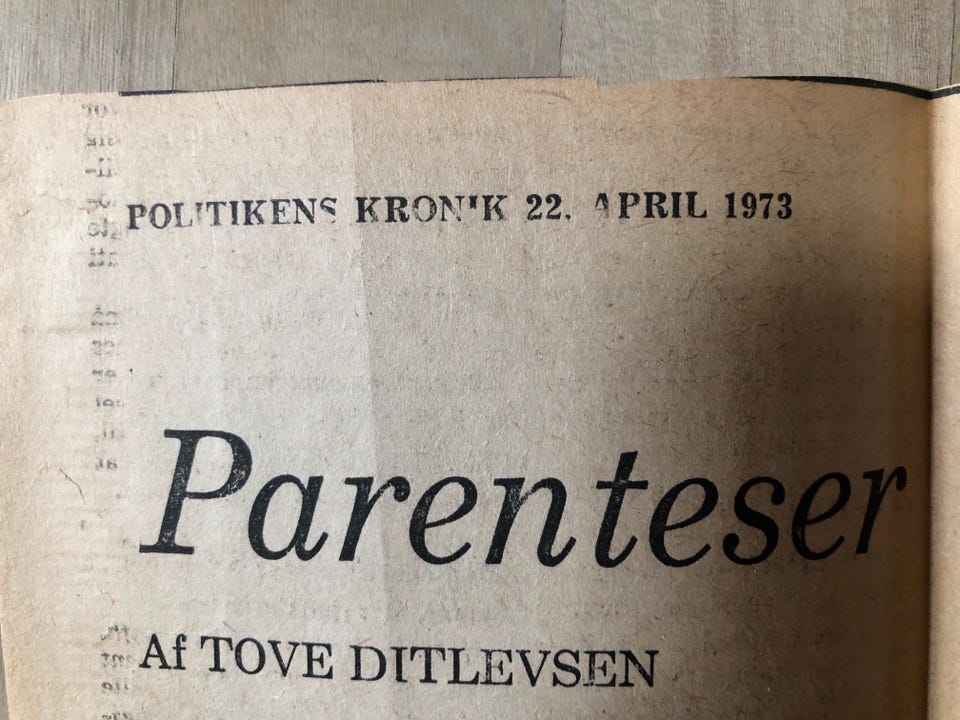 POLITIKENS KRONIK 22. APRIL 1973
Parenteser
Af TOVE DITLEVSEN